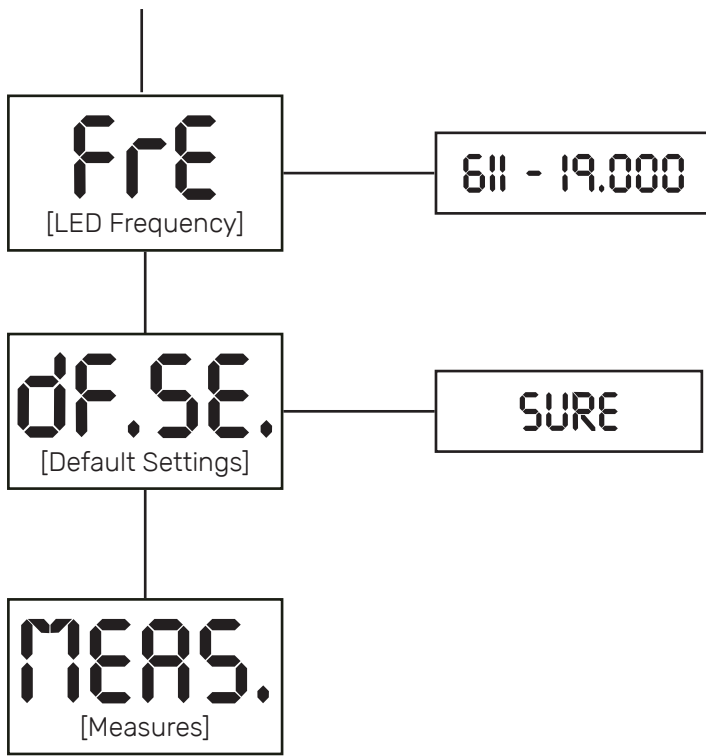 FrE
[LED Frequency]
611 - 19.000
dF.SE.
[Default Settings]
SURE
MEAS.
[Measures]